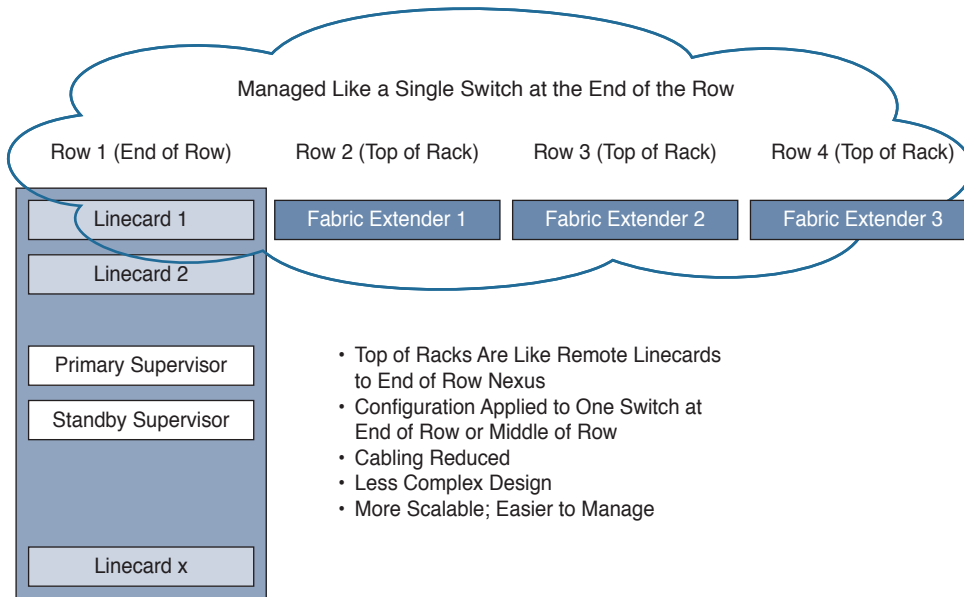 Managed Like a Single Switch at the End of the Row
Row 1 (End of Row)
Row 2 (Top of Rack)
Row 3 (Top of Rack)
Row 4 (Top of Rack)
Linecard 1
Fabric Extender 1
Fabric Extender 2
Fabric Extender 3
Linecard 2
Primary Supervisor
Standby Supervisor
Linecard x
• Top of Racks Are Like Remote Linecards
to End of Row Nexus
• Configuration Applied to One Switch at
End of Row or Middle of Row
• Cabling Reduced
• Less Complex Design
• More Scalable; Easier to Manage